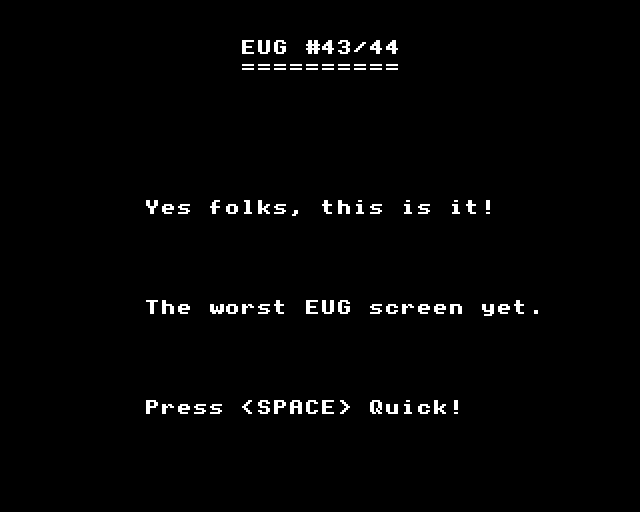 EUG #43/44
==========
Yes folks, this is it!
The worst EUG screen yet.
Press <SPACE> Quick!